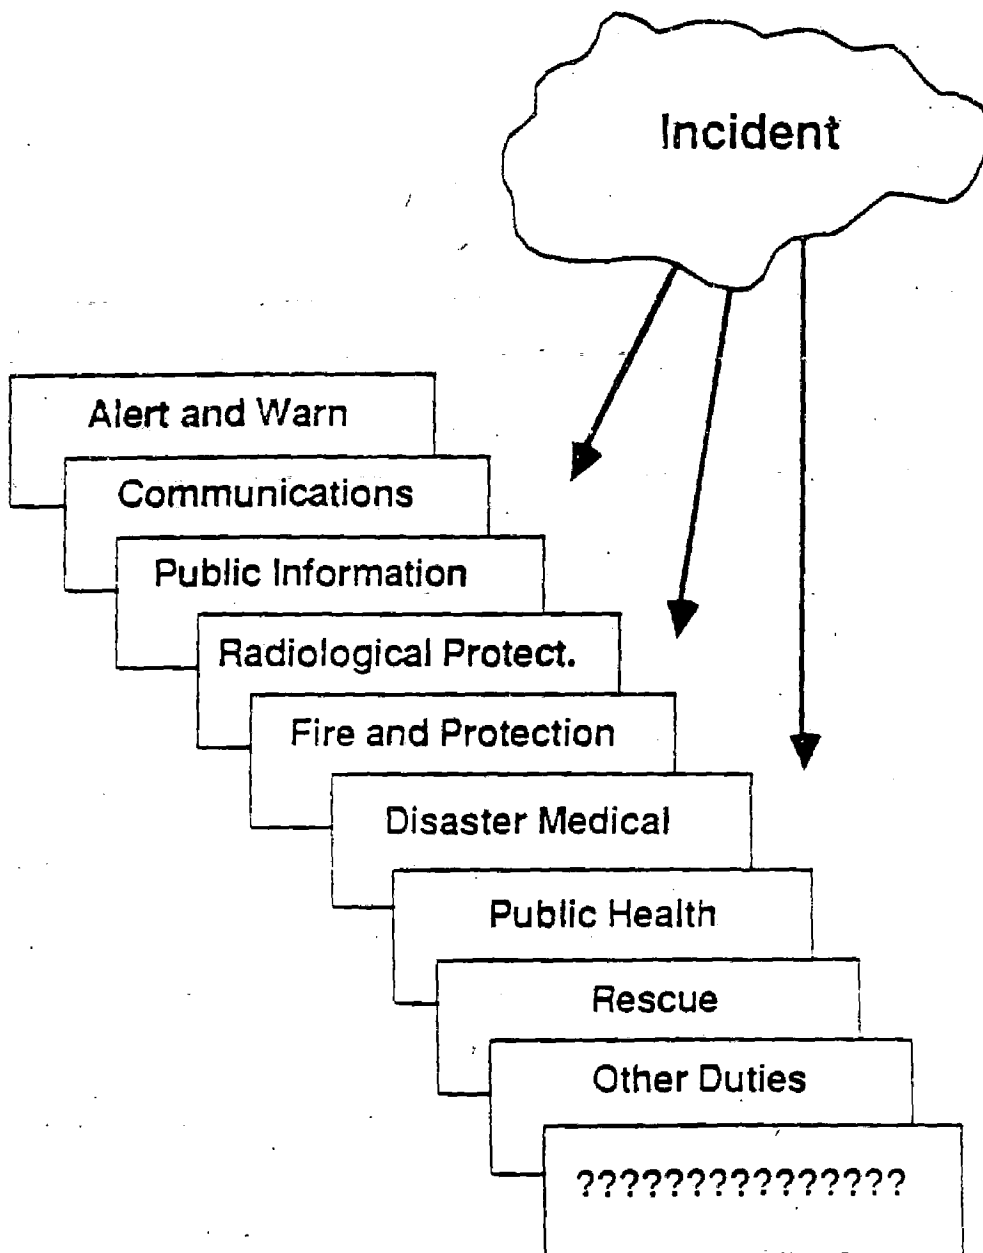 Incident
Alert and Warn
Communications
Public Information
Radiological Protect.
Fire and Protection
Disaster Medical
Public Health
Rescue
Other Duties
???????????????